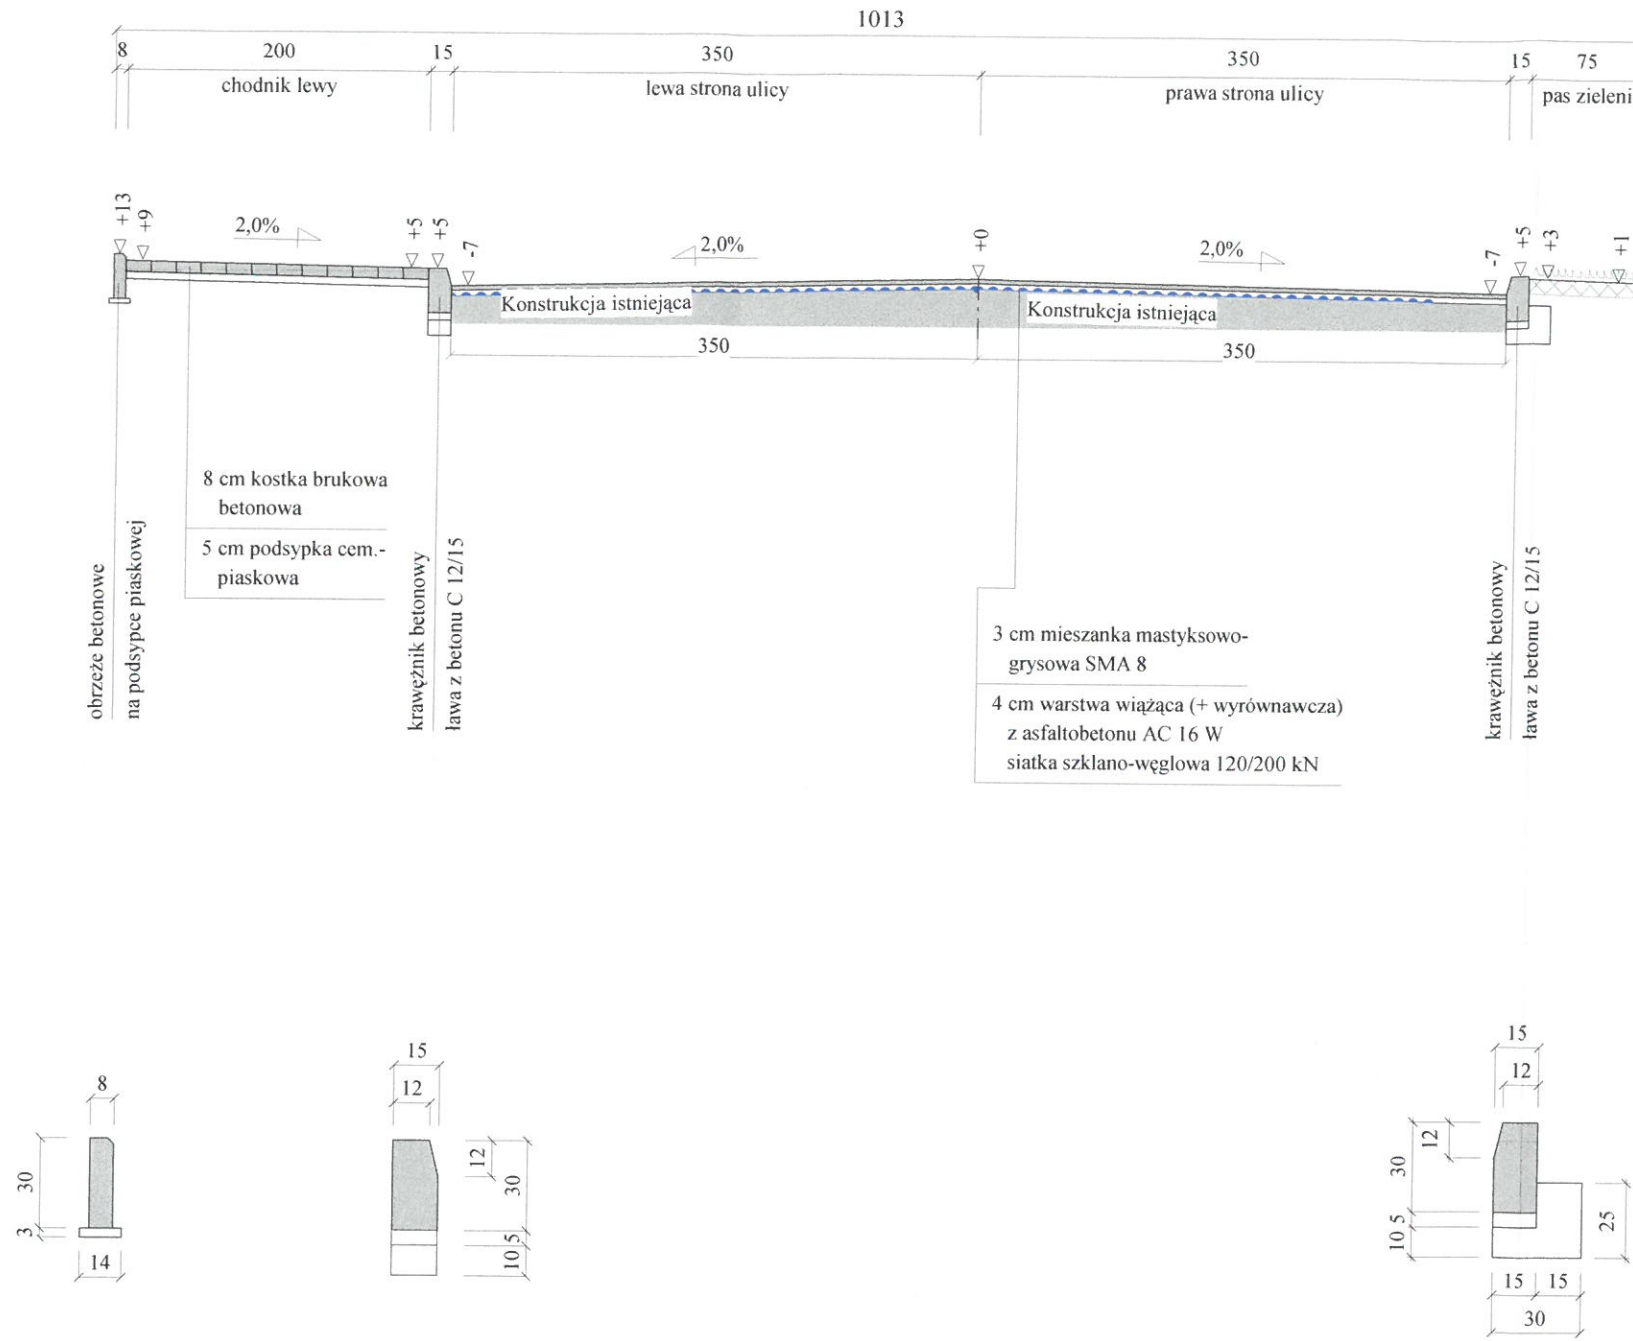 1013
8 200 15 350 350 15 75
chodnik lewy lewa strona ulicy prawa strona ulicy pas zieleni
+13 +9 2,0% +5 +5 -7 2,0% +0 2,0% -7 +5 +3 +1
Konstrukcja istniejąca Konstrukcja istniejąca
350 350
8 cm kostka brukowa
betonowa
5 cm podsypka cem.-
piaskowa
obrzeże betonowe
na podsypce piaskowej
krawężnik betonowy
ława z betonu C 12/15
3 cm mieszanka mastyksowo-
grysowa SMA 8
4 cm warstwa wiążąca (+ wyrównawcza)
z asfaltobetonu AC 16 W
siatka szklano-węglowa 120/200 kN
krawężnik betonowy
ława z betonu C 12/15
8
30
3
14
15
12
12
30
5
10
15
12
12
30
5
10
25
15 15
30